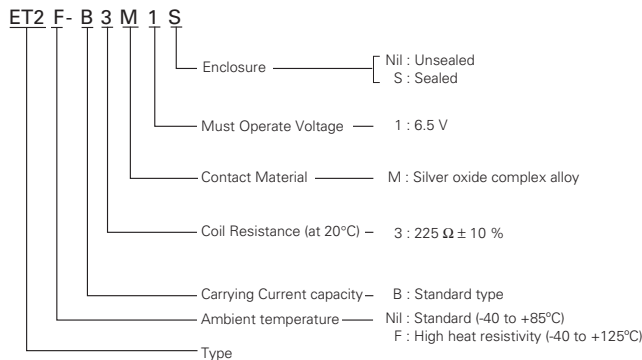 ET2 F- B 3 M 1 S
Enclosure Nil : Unsealed
S : Sealed
Must Operate Voltage 1 : 6.5 V
Contact Material M : Silver oxide complex alloy
Coil Resistance (at 20°C) 3 : 225 Ω ± 10 %
Carrying Current capacity B : Standard type
Ambient temperature Nil : Standard (-40 to +85ºC)
F : High heat resistivity (-40 to +125ºC)
Type